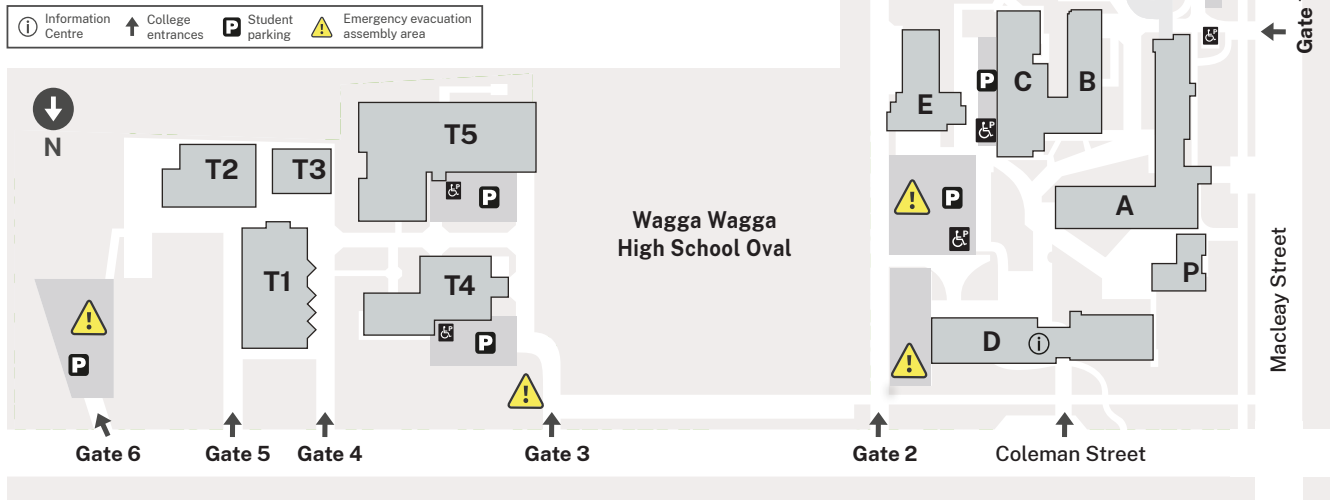 Information
Centre
College
entrances
P
Student
parking
!
Emergency evacuation
assembly area
N
T2
T3
T5
P
P
T1
T4
P
P
!
P
!
Wagga Wagga
High School Oval
E
P
P
C
B
P
Gate
!
P
P
A
P
D
i
!
Macleay Street
Gate 6
Gate 5
Gate 4
Gate 3
Gate 2
Coleman Street